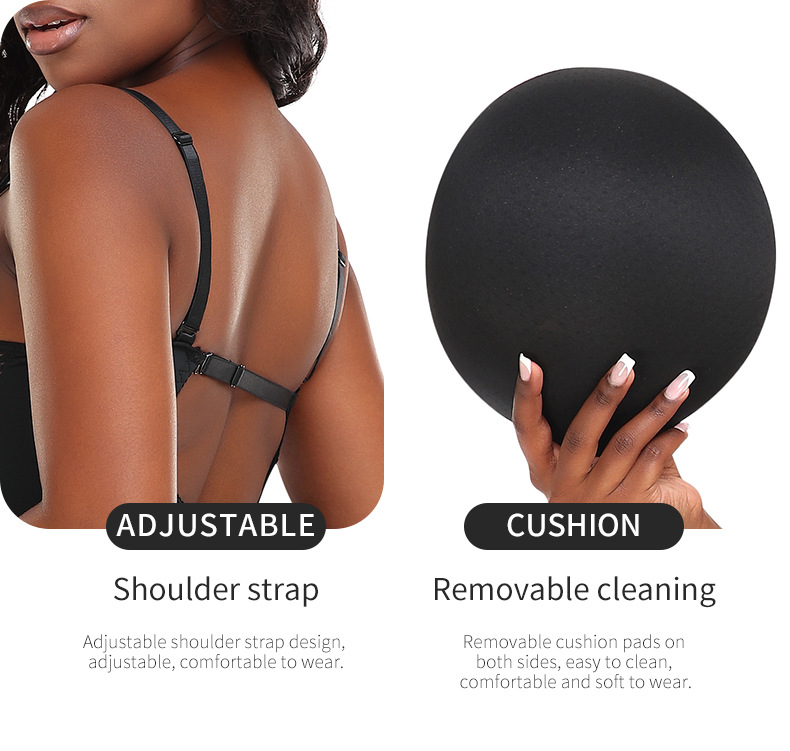 ADJUSTABLE
Shoulder strap
Adjustable shoulder strap design,
adjustable, comfortable to wear.
CUSHION
Removable cleaning
Removable cushion pads on
both sides, easy to clean,
comfortable and soft to wear.